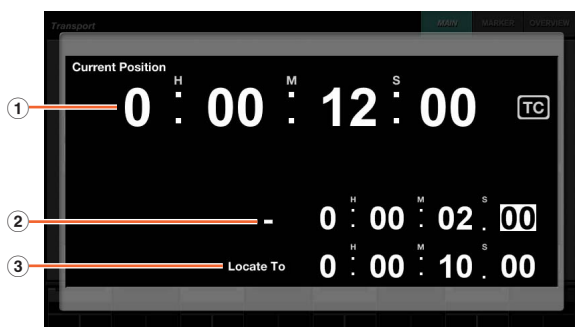 Transport MAIN MARKER OVERVIEW
Current Position
H M S
① 0 : 00 : 12 : 00 TC
H M S
② - 0 : 00 : 02 . 00
H M S
③ Locate To 0 : 00 : 10 . 00